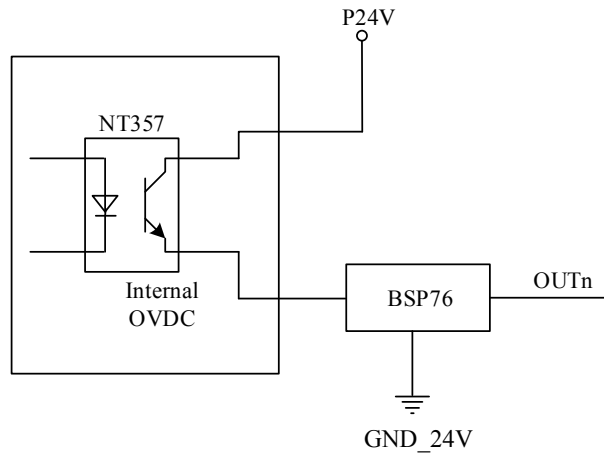 P24V
NT357
Internal
OVDC
BSP76
OUTn
GND_24V